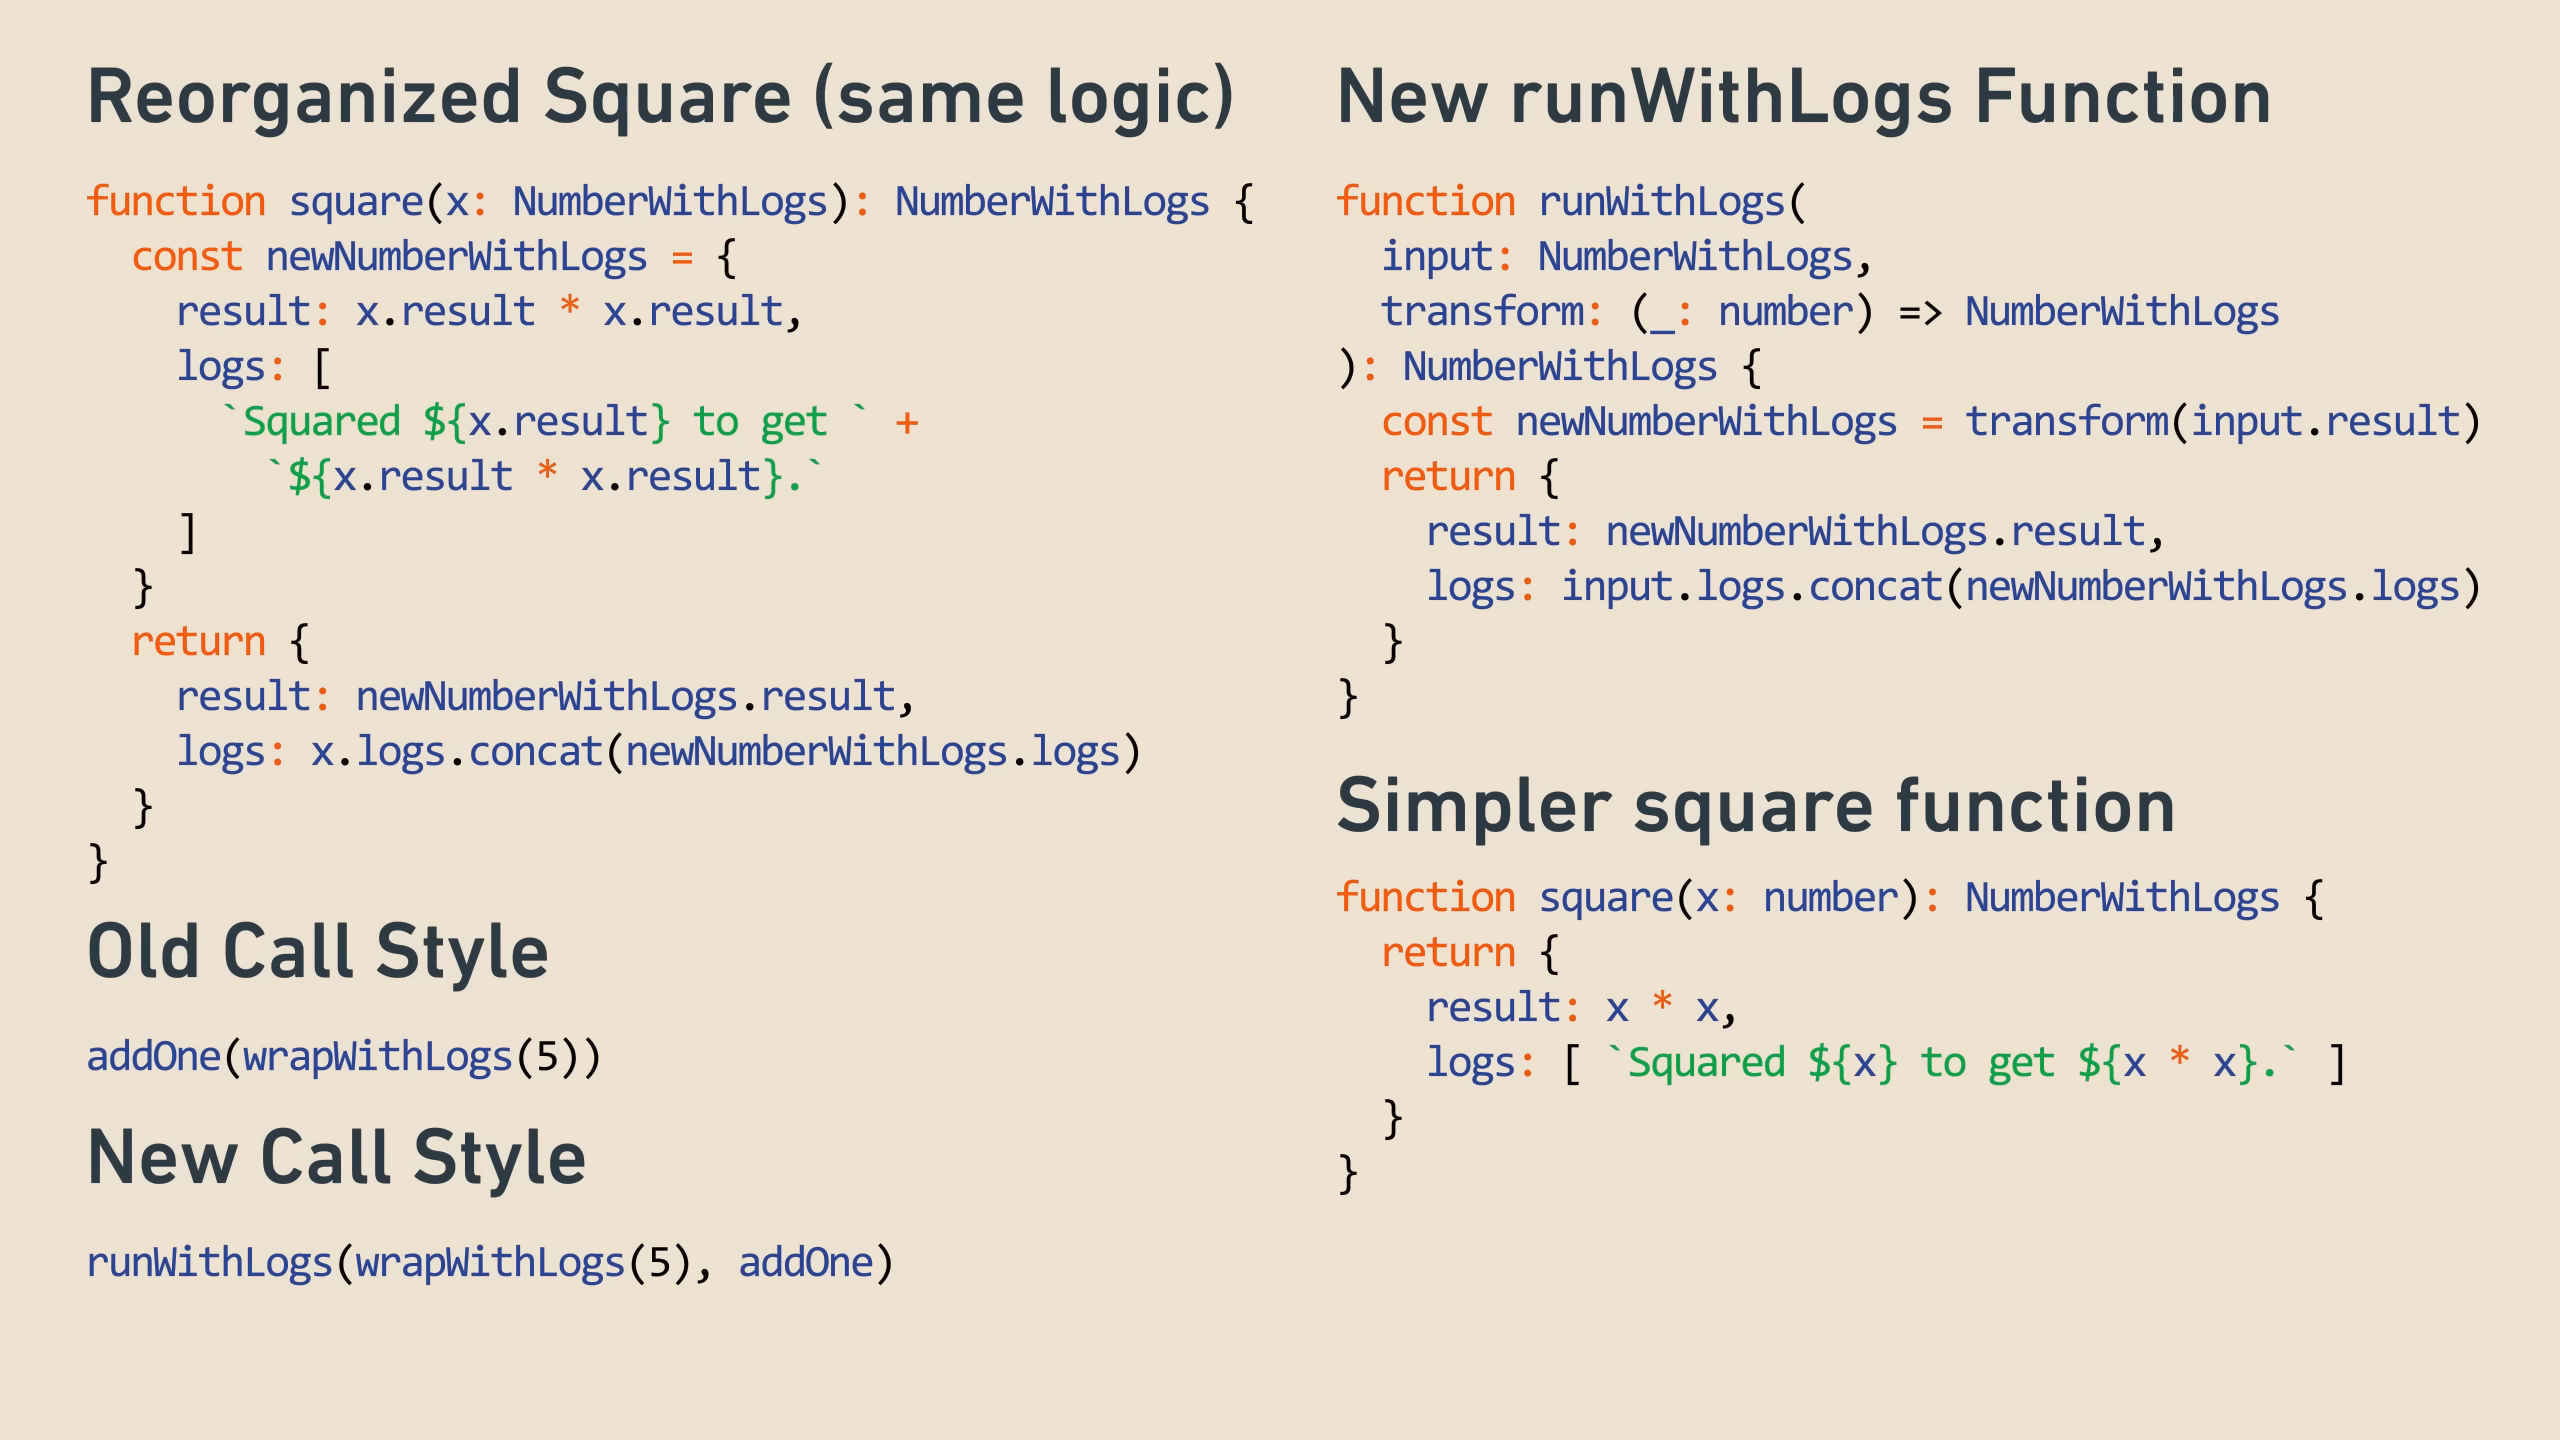 Reorganized Square (same logic)
function square(x: NumberWithLogs): NumberWithLogs {
  const newNumberWithLogs = {
    result: x.result * x.result,
    logs: [
      `Squared ${x.result} to get ` +
        `${x.result * x.result}.`
    ]
  }
  return {
    result: newNumberWithLogs.result,
    logs: x.logs.concat(newNumberWithLogs.logs)
  }
}
Old Call Style
addOne(wrapWithLogs(5))
New Call Style
runWithLogs(wrapWithLogs(5), addOne)
New runWithLogs Function
function runWithLogs(
  input: NumberWithLogs,
  transform: (_: number) => NumberWithLogs
): NumberWithLogs {
  const newNumberWithLogs = transform(input.result)
  return {
    result: newNumberWithLogs.result,
    logs: input.logs.concat(newNumberWithLogs.logs)
  }
}
Simpler square function
function square(x: number): NumberWithLogs {
  return {
    result: x * x,
    logs: [ `Squared ${x} to get ${x * x}.` ]
  }
}